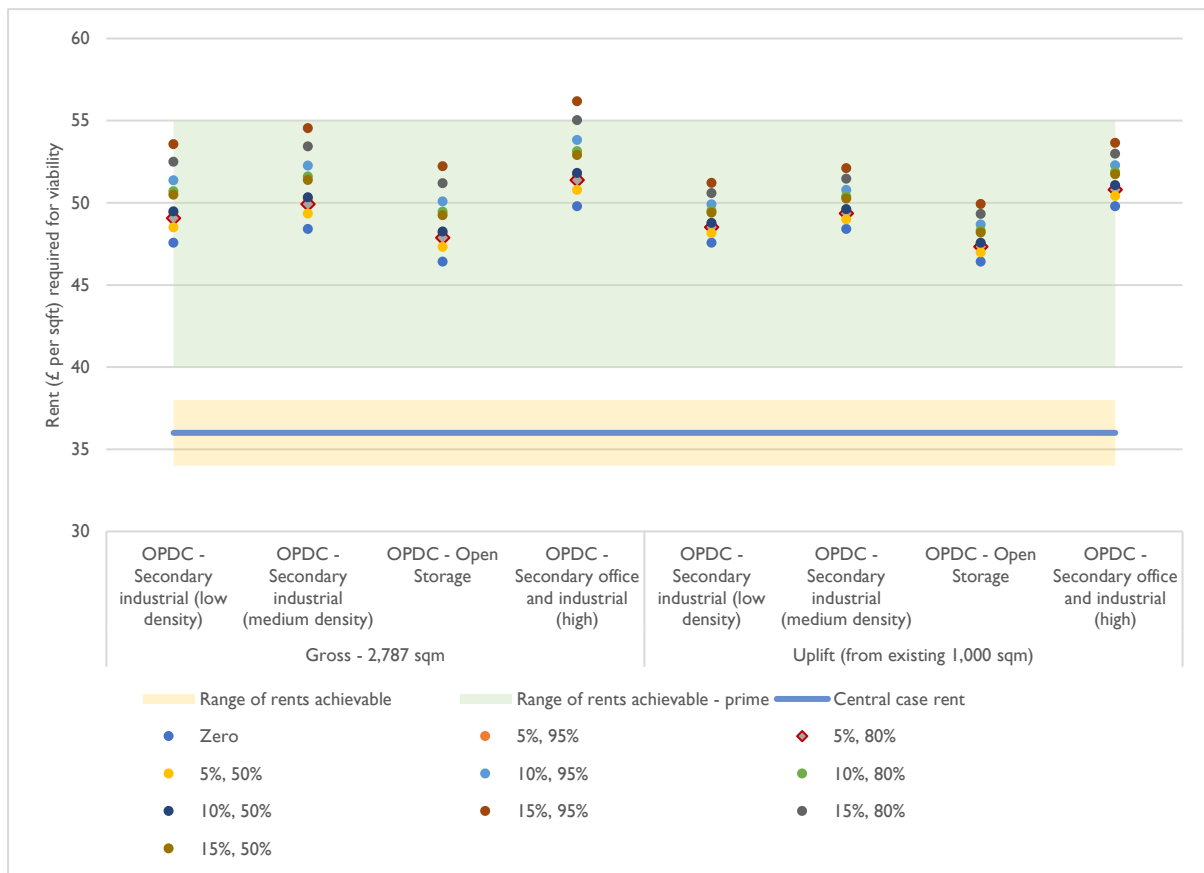 Rent (£ per sqft) required for viability
60
55
50
45
40
35
30
OPDC -
Secondary
industrial (low
density)
OPDC -
Secondary
industrial
(medium density)
OPDC - Open
Storage
OPDC -
Secondary office
and industrial
(high)
OPDC -
Secondary
industrial (low
density)
OPDC -
Secondary
industrial
(medium density)
OPDC - Open
Storage
OPDC -
Secondary office
and industrial
(high)
Gross - 2,787 sqm
Uplift (from existing 1,000 sqm)
Range of rents achievable
Range of rents achievable - prime
Central case rent
Zero
5%, 95%
5%, 80%
5%, 50%
10%, 95%
10%, 80%
10%, 50%
15%, 95%
15%, 80%
15%, 50%